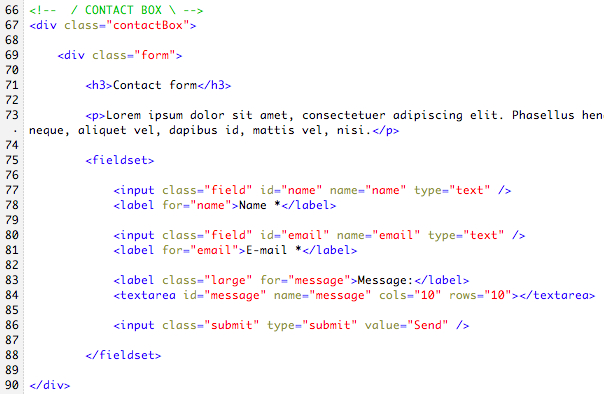 66 <!--  / CONTACT BOX \ -->
67 <div class="contactBox">
68
69     <div class="form">
70
71         <h3>Contact form</h3>
72
73         <p>Lorem ipsum dolor sit amet, consectetuer adipiscing elit. Phasellus
· neque, aliquet vel, dapibus id, mattis vel, nisi.</p>
74
75         <fieldset>
76
77             <input class="field" id="name" name="name" type="text" />
78             <label for="name">Name *</label>
79
80             <input class="field" id="email" name="email" type="text" />
81             <label for="email">E-mail *</label>
82
83             <label class="large" for="message">Message:</label>
84             <textarea id="message" name="message" cols="10" rows="10"></textarea>
85
86             <input class="submit" type="submit" value="Send" />
87
88         </fieldset>
89
90 </div>